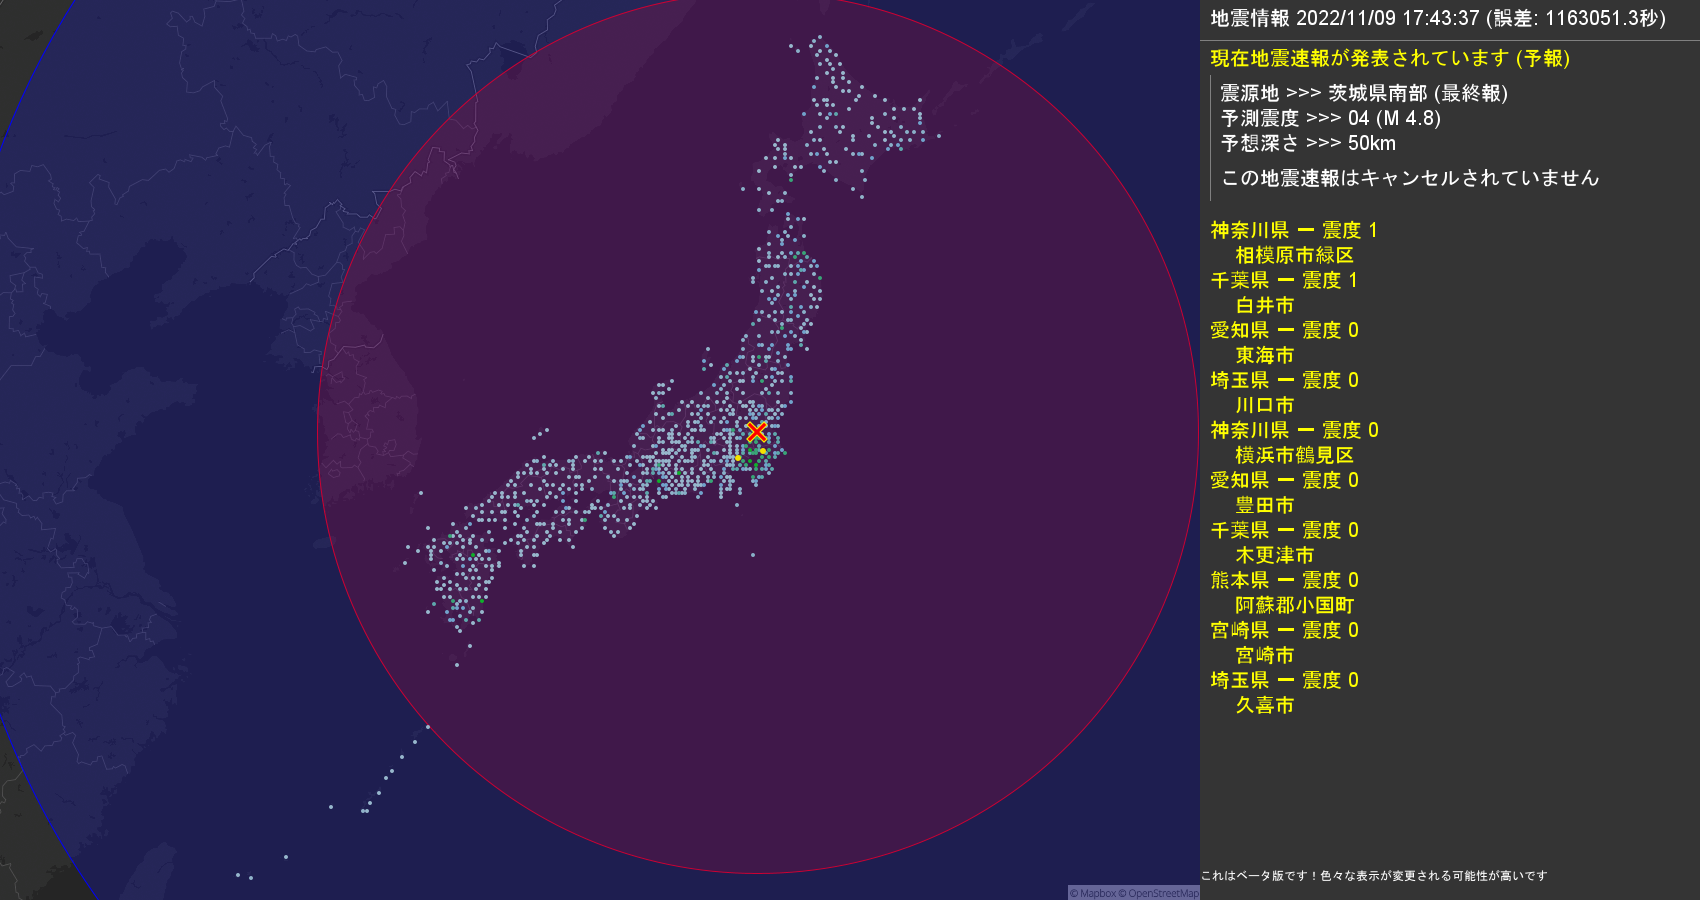 地震情報 2022/11/09 17:43:37 (誤差: 1163051.3秒)
現在地震速報が発表されています (予報)
震源地 >>> 茨城県南部 (最終報)
予測震度 >>> 04 (M 4.8)
予想深さ >>> 50km
この地震速報はキャンセルされていません
神奈川県 ー 震度 1
相模原市緑区
千葉県 ー 震度 1
白井市
愛知県 ー 震度 0
東海市
埼玉県 ー 震度 0
川口市
神奈川県 ー 震度 0
横浜市鶴見区
愛知県 ー 震度 0
豊田市
千葉県 ー 震度 0
木更津市
熊本県 ー 震度 0
阿蘇郡小国町
宮崎県 ー 震度 0
宮崎市
埼玉県 ー 震度 0
久喜市
これはベータ版です！色々な表示が変更される可能性が高いです
© Mapbox © OpenStreetMap